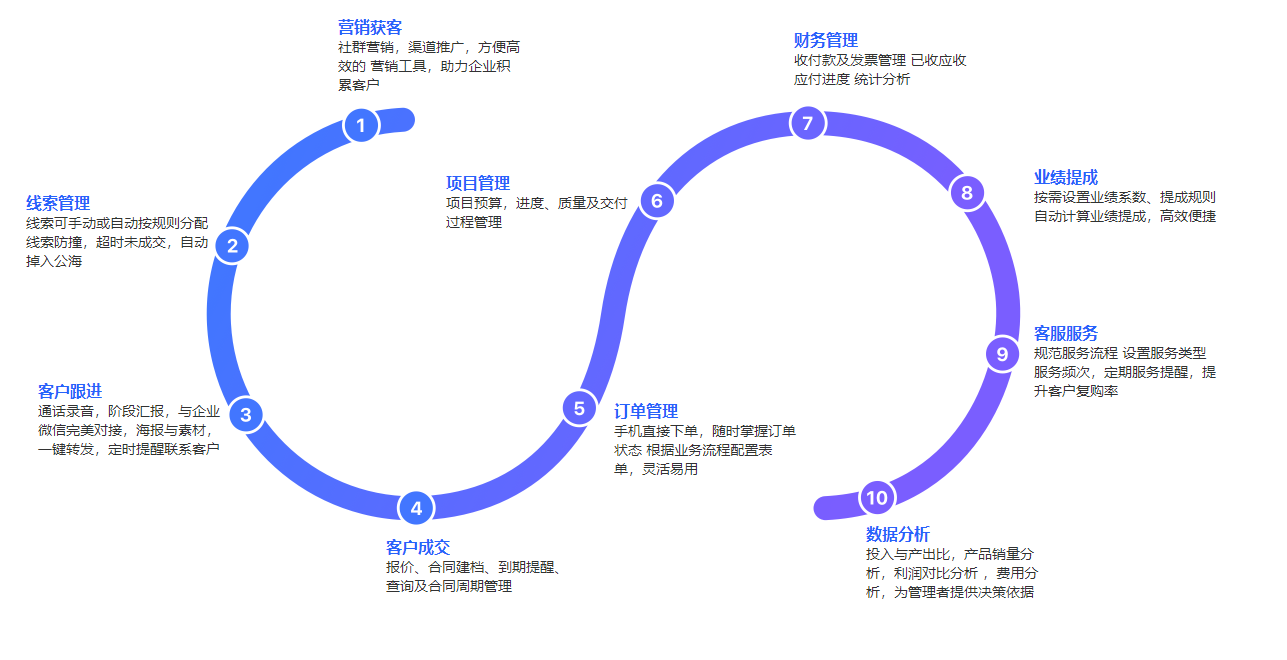 营销获客
社群营销，渠道推广，方便高
效的 营销工具，助力企业积
累客户
1
线索管理
线索可手动或自动按规则分配
线索防撞，超时未成交，自动
掉入公海
2
客户跟进
通话录音，阶段汇报，与企业
微信完美对接，海报与素材，
一键转发，定时提醒联系客户
3
4
客户成交
报价、合同建档、到期提醒、
查询及合同周期管理
5
订单管理
手机直接下单，随时掌握订单
状态 根据业务流程配置表
单，灵活易用
项目管理
项目预算，进度、质量及交付
过程管理
6
财务管理
收付款及发票管理 已收应收
应付进度 统计分析
7
8
业绩提成
按需设置业绩系数、提成规则
自动计算业绩提成，高效便捷
9
客服服务
规范服务流程 设置服务类型
服务频次，定期服务提醒，提
升客户复购率
10
数据分析
投入与产出比，产品销量分
析，利润对比分析 ，费用分
析，为管理者提供决策依据